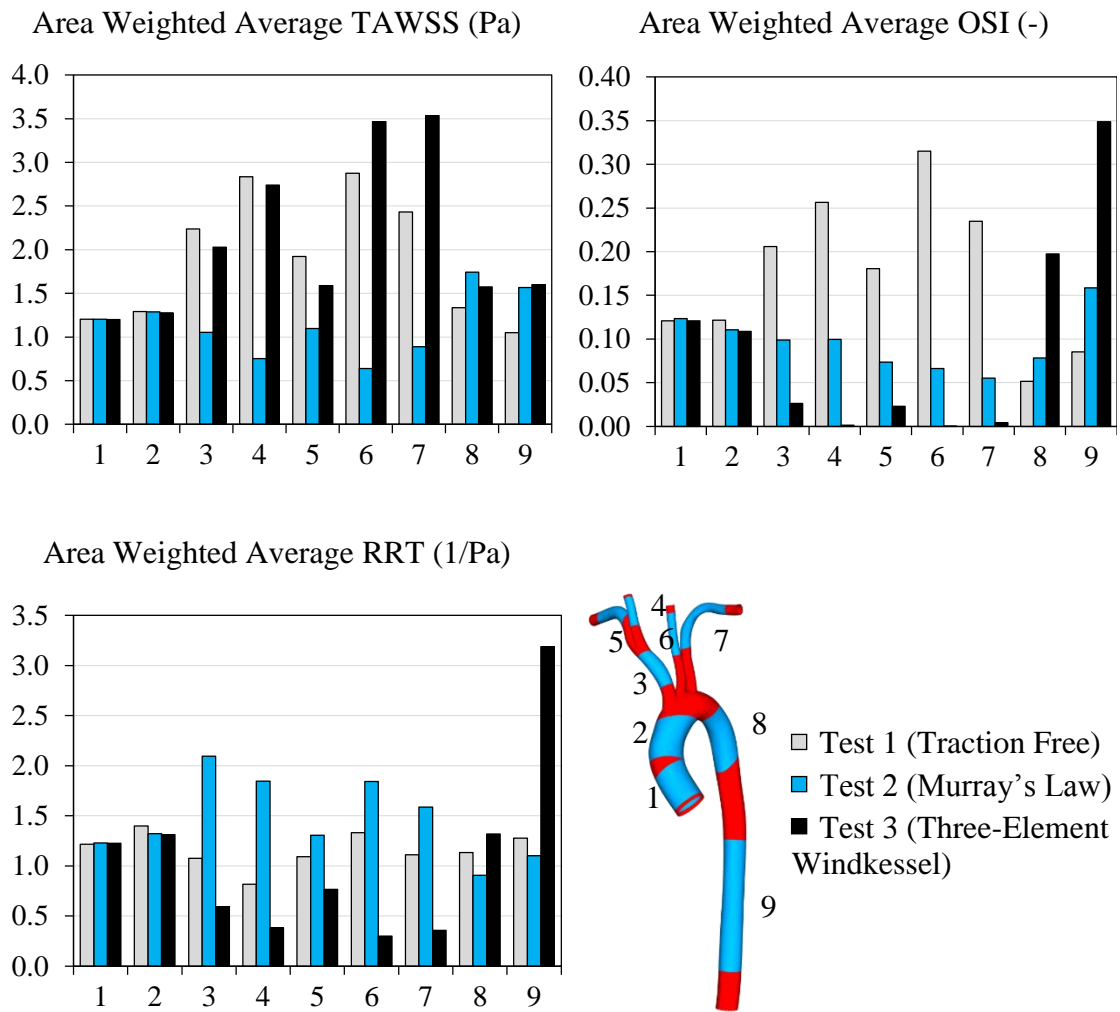 Area Weighted Average TAWSS (Pa)
4.0
3.5
3.0
2.5
2.0
1.5
1.0
0.5
0.0
1 2 3 4 5 6 7 8 9
Area Weighted Average OSI (-)
0.40
0.35
0.30
0.25
0.20
0.15
0.10
0.05
0.00
1 2 3 4 5 6 7 8 9
Area Weighted Average RRT (1/Pa)
3.5
3.0
2.5
2.0
1.5
1.0
0.5
0.0
1 2 3 4 5 6 7 8 9
4
5 6 7
3
2 8
1
9
Test 1 (Traction Free)
Test 2 (Murray's Law)
Test 3 (Three-Element
Windkessel)